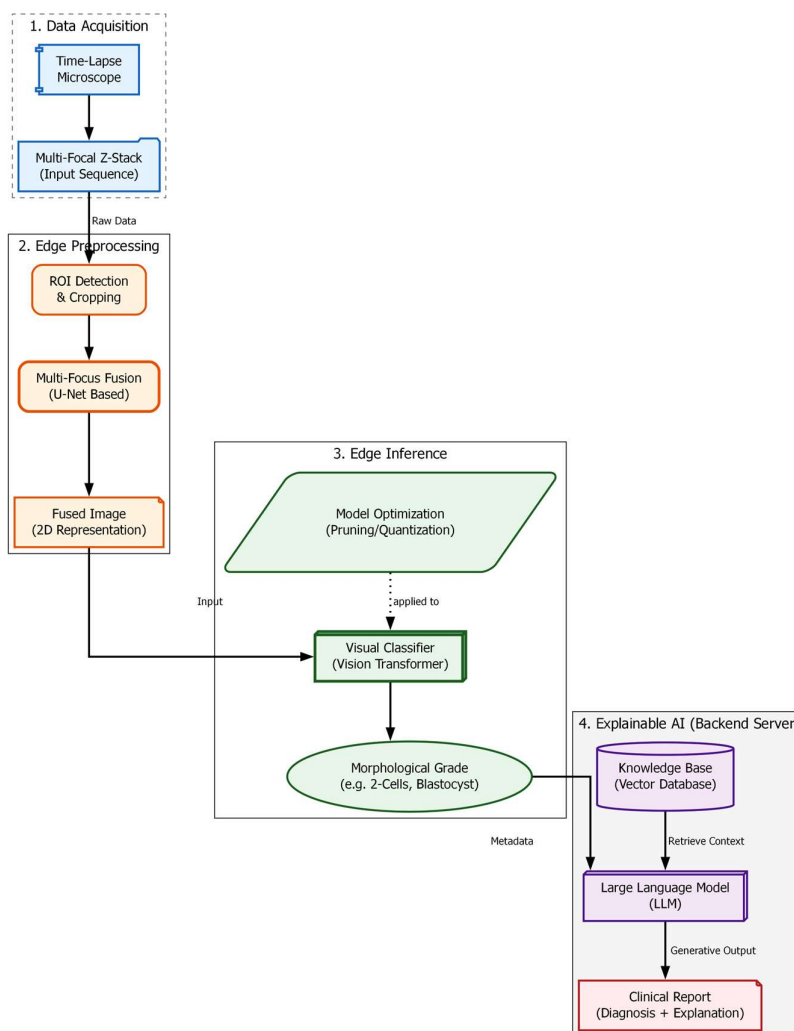 1. Data Acquisition
Time-Lapse
Microscope
Multi-Focal Z-Stack
(Input Sequence)
Raw Data
2. Edge Preprocessing
ROI Detection
& Cropping
Multi-Focus Fusion
(U-Net Based)
Fused Image
(2D Representation)
Input
3. Edge Inference
Model Optimization
(Pruning/Quantization)
applied to
Visual Classifier
(Vision Transformer)
Morphological Grade
(e.g. 2-Cells, Blastocyst)
Metadata
4. Explainable AI (Backend Server
Knowledge Base
(Vector Database)
Retrieve Context
Large Language Model
(LLM)
Generative Output
Clinical Report
(Diagnosis + Explanation)